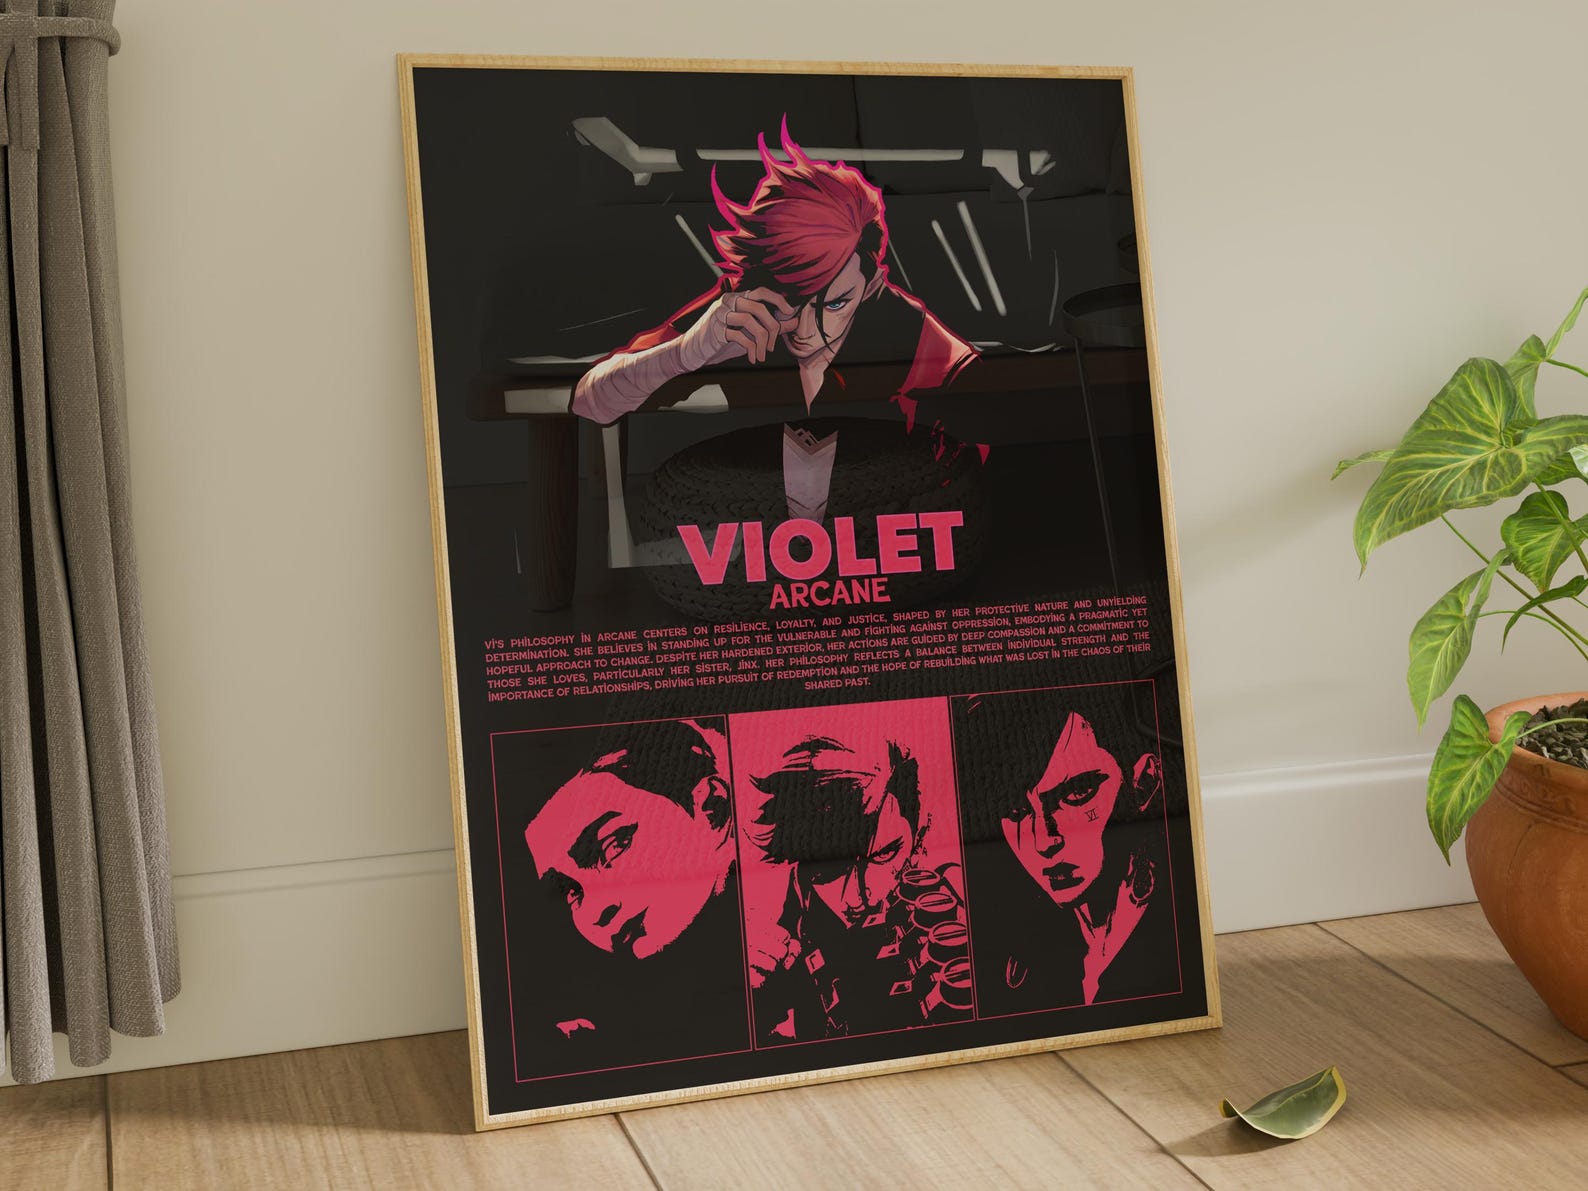 VIOLET
ARCANE
Vi'S PHILOSOPHY IN ARCANE CENTERS ON RESILIENCE, LOYALTY, AND JUSTICE, SHAPED BY HER PROTECTIVE NATURE AND UNYIELDING
DETERMINATION. SHE BELIEVES IN STANDING UP FOR THE VULNERABLE AND FIGHTING AGAINST OPPRESSION, EMBODYING A PRAGMATIC YET
HOPEFUL APPROACH TO CHANGE. DESPITE HER HARDENED EXTERIOR, HER ACTIONS ARE GUIDED BY DEEP COMPASSION AND A COMMITMENT TO
THOSE SHE LOVES, PARTICULARLY HER SISTER, JINX. HER PHILOSOPHY REFLECTS A BALANCE BETWEEN INDIVIDUAL STRENGTH AND THE
IMPORTANCE OF RELATIONSHIPS, DRIVING HER PURSUIT OF REDEMPTION AND THE HOPE OF REBUILDING WHAT WAS LOST IN THE CHAOS OF THEIR
SHARED PAST.
VI